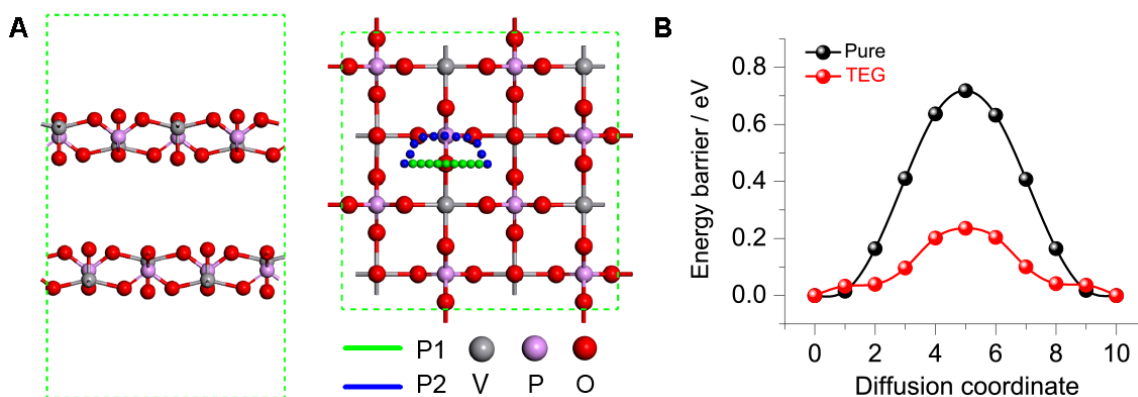 A
P1
P2
V P O
B
Pure
TEG
Energy barrier / eV
0.8
0.6
0.4
0.2
0.0
0 2 4 6 8 10
Diffusion coordinate